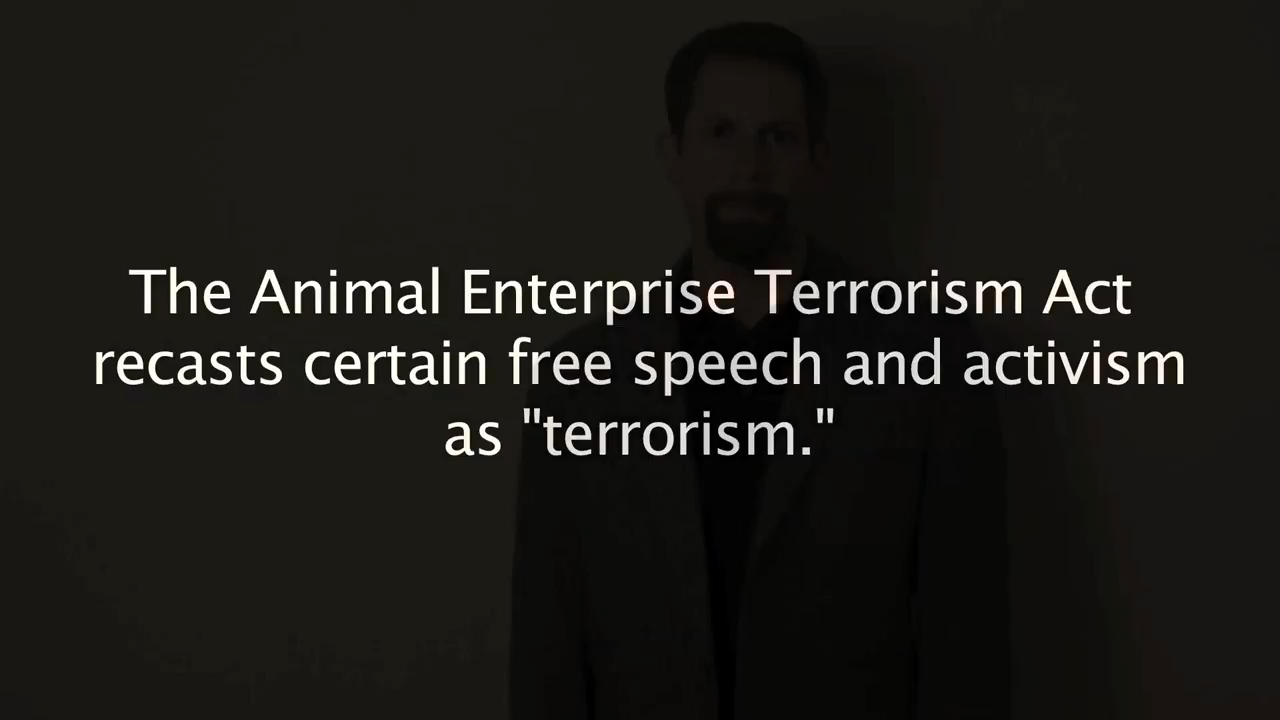 The Animal Enterprise Terrorism Act
recasts certain free speech and activism
as "terrorism."